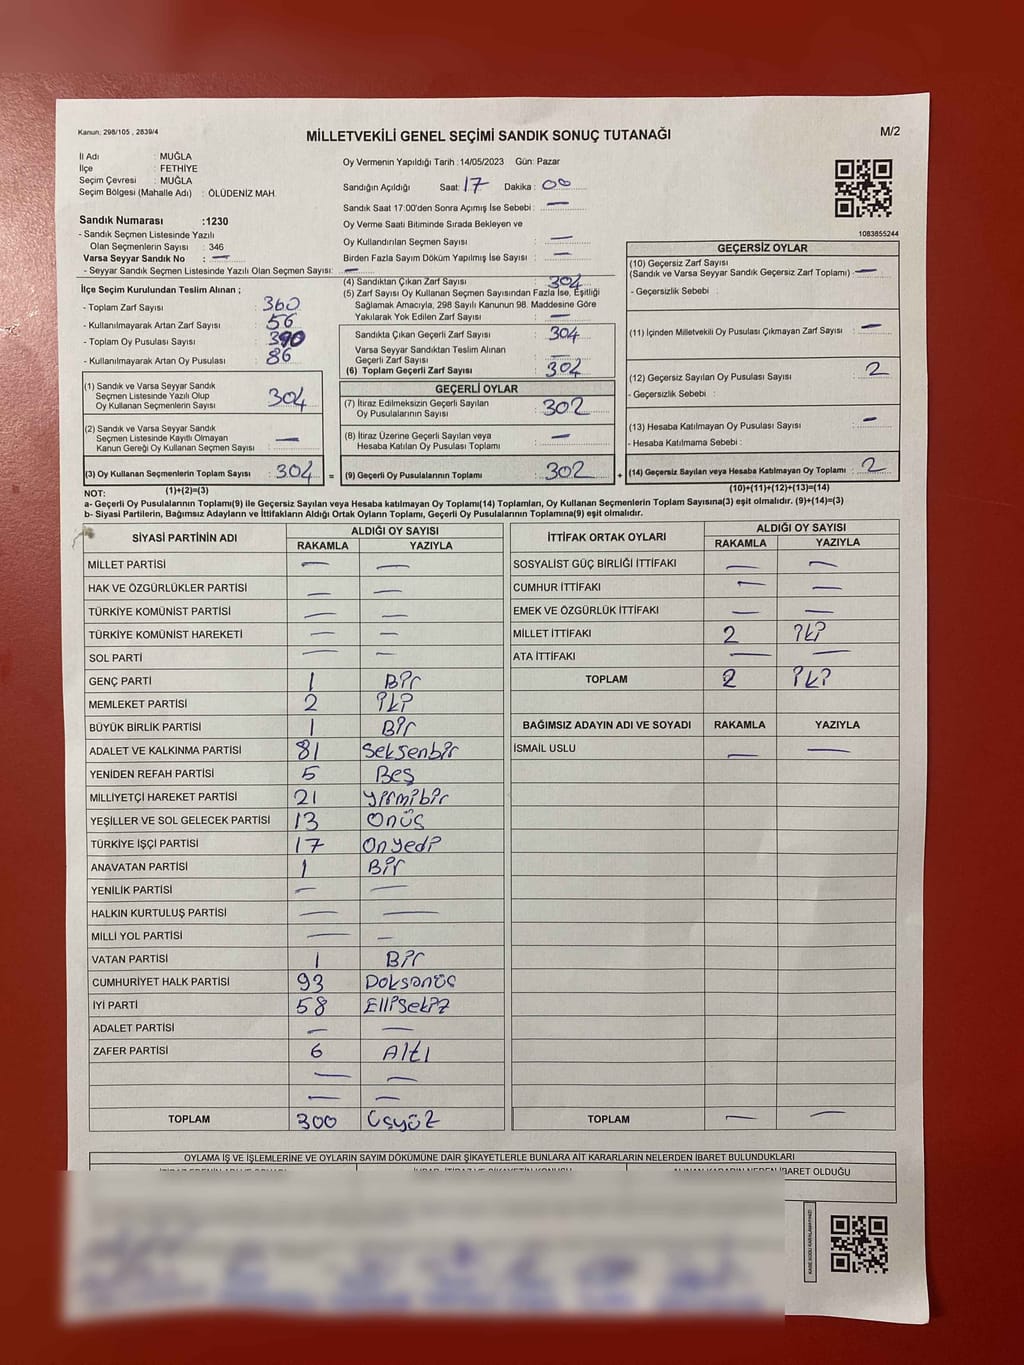 Kanun: 298/105 , 2839/4
MİLLETVEKİLİ GENEL SEÇİMİ SANDIK SONUÇ TUTANAĞI
M/2
İl Adı : MUĞLA
İlçe : FETHİYE
Seçim Çevresi : MUĞLA
Seçim Bölgesi (Mahalle Adı) : ÖLÜDENİZ MAH.
Sandık Numarası :1230
- Sandık Seçmen Listesinde Yazılı
Olan Seçmenlerin Sayısı : 346
Varsa Seyyar Sandık No : —
- Seyyar Sandık Seçmen Listesinde Yazılı Olan Seçmen Sayısı: —
İlçe Seçim Kurulundan Teslim Alınan ;
- Toplam Zarf Sayısı : 360
- Kullanılmayarak Artan Zarf Sayısı : 56
- Toplam Oy Pusulası Sayısı : 390
- Kullanılmayarak Artan Oy Pusulası : 86
(1) Sandık ve Varsa Seyyar Sandık
Seçmen Listesinde Yazılı Olup
Oy Kullanan Seçmenlerin Sayısı : 304
(2) Sandık ve Varsa Seyyar Sandık
Seçmen Listesinde Kayıtlı Olmayan
Kanun Gereği Oy Kullanan Seçmen Sayısı : —
(3) Oy Kullanan Seçmenlerin Toplam Sayısı : 304
(1)+(2)=(3)
Oy Vermenin Yapıldığı Tarih :14/05/2023 Gün: Pazar
Sandığın Açıldığı Saat: 17 Dakika : 00
Sandık Saat 17:00'den Sonra Açımış İse Sebebi : —
Oy Verme Saati Bitiminde Sırada Bekleyen ve
Oy Kullandırılan Seçmen Sayısı : —
Birden Fazla Sayım Döküm Yapılmış İse Sayısı : —
(4) Sandıktan Çıkan Zarf Sayısı : 304
(5) Zarf Sayısı Oy Kullanan Seçmen Sayısından Fazla İse, Eşitliği
Sağlamak Amacıyla, 298 Sayılı Kanunun 98. Maddesine Göre
Yakılarak Yok Edilen Zarf Sayısı : —
Sandıkta Çıkan Geçerli Zarf Sayısı : 304
Varsa Seyyar Sandıktan Teslim Alınan
Geçerli Zarf Sayısı : —
(6) Toplam Geçerli Zarf Sayısı : 304
GEÇERLİ OYLAR
(7) İtiraz Edilmeksizin Geçerli Sayılan
Oy Pusulalarının Sayısı : 302
(8) İtiraz Üzerine Geçerli Sayılan veya
Hesaba Katılan Oy Pusulası Toplamı : —
= (9) Geçerli Oy Pusulalarının Toplamı : 302
1083855244
GEÇERSİZ OYLAR
(10) Geçersiz Zarf Sayısı
(Sandık ve Varsa Seyyar Sandık Geçersiz Zarf Toplamı) : —
- Geçersizlik Sebebi :
(11) İçinden Milletvekili Oy Pusulası Çıkmayan Zarf Sayısı : —
(12) Geçersiz Sayılan Oy Pusulası Sayısı : 2
- Geçersizlik Sebebi :
(13) Hesaba Katılmayan Oy Pusulası Sayısı : —
- Hesaba Katılmama Sebebi :
+ (14) Geçersiz Sayılan veya Hesaba Katılmayan Oy Toplamı : 2
(10)+(11)+(12)+(13)=(14)
NOT:
a- Geçerli Oy Pusulalarının Toplamı(9) ile Geçersiz Sayılan veya Hesaba katılmayan Oy Toplamı(14) Toplamları, Oy Kullanan Seçmenlerin Toplam Sayısına(3) eşit olmalıdır. (9)+(14)=(3)
b- Siyasi Partilerin, Bağımsız Adayların ve İttifakların Aldığı Ortak Oyların Toplamı, Geçerli Oy Pusulalarının Toplamına(9) eşit olmalıdır.
SİYASİ PARTİNİN ADI ALDIĞI OY SAYISI
RAKAMLA YAZIYLA
MİLLET PARTİSİ — —
HAK VE ÖZGÜRLÜKLER PARTİSİ — —
TÜRKİYE KOMÜNİST PARTİSİ — —
TÜRKİYE KOMÜNİST HAREKETİ — —
SOL PARTİ — —
GENÇ PARTİ 1 Bir
MEMLEKET PARTİSİ 2 İki
BÜYÜK BİRLİK PARTİSİ 1 Bir
ADALET VE KALKINMA PARTİSİ 81 Seksenbir
YENİDEN REFAH PARTİSİ 5 Beş
MİLLİYETÇİ HAREKET PARTİSİ 21 Yirmibir
YEŞİLLER VE SOL GELECEK PARTİSİ 13 Onüç
TÜRKİYE İŞÇİ PARTİSİ 17 Onyedi
ANAVATAN PARTİSİ 1 Bir
YENİLİK PARTİSİ — —
HALKIN KURTULUŞ PARTİSİ — —
MİLLİ YOL PARTİSİ — —
VATAN PARTİSİ 1 Bir
CUMHURİYET HALK PARTİSİ 93 Doksanüç
İYİ PARTİ 58 Ellisekiz
ADALET PARTİSİ — —
ZAFER PARTİSİ 6 Altı
— —
— —
TOPLAM 300 Üçyüz
İTTİFAK ORTAK OYLARI ALDIĞI OY SAYISI
RAKAMLA YAZIYLA
SOSYALİST GÜÇ BİRLİĞİ İTTİFAKI — —
CUMHUR İTTİFAKI — —
EMEK VE ÖZGÜRLÜK İTTİFAKI — —
MİLLET İTTİFAKI 2 İki
ATA İTTİFAKI — —
TOPLAM 2 İki
BAĞIMSIZ ADAYIN ADI VE SOYADI RAKAMLA YAZIYLA
İSMAİL USLU — —
TOPLAM — —
OYLAMA İŞ VE İŞLEMLERİNE VE OYLARIN SAYIM DÖKÜMÜNE DAİR ŞİKAYETLERLE BUNLARA AİT KARARLARIN NELERDEN İBARET BULUNDUKLARI
ALINAN KARARIN NEDEN İBARET OLDUĞU